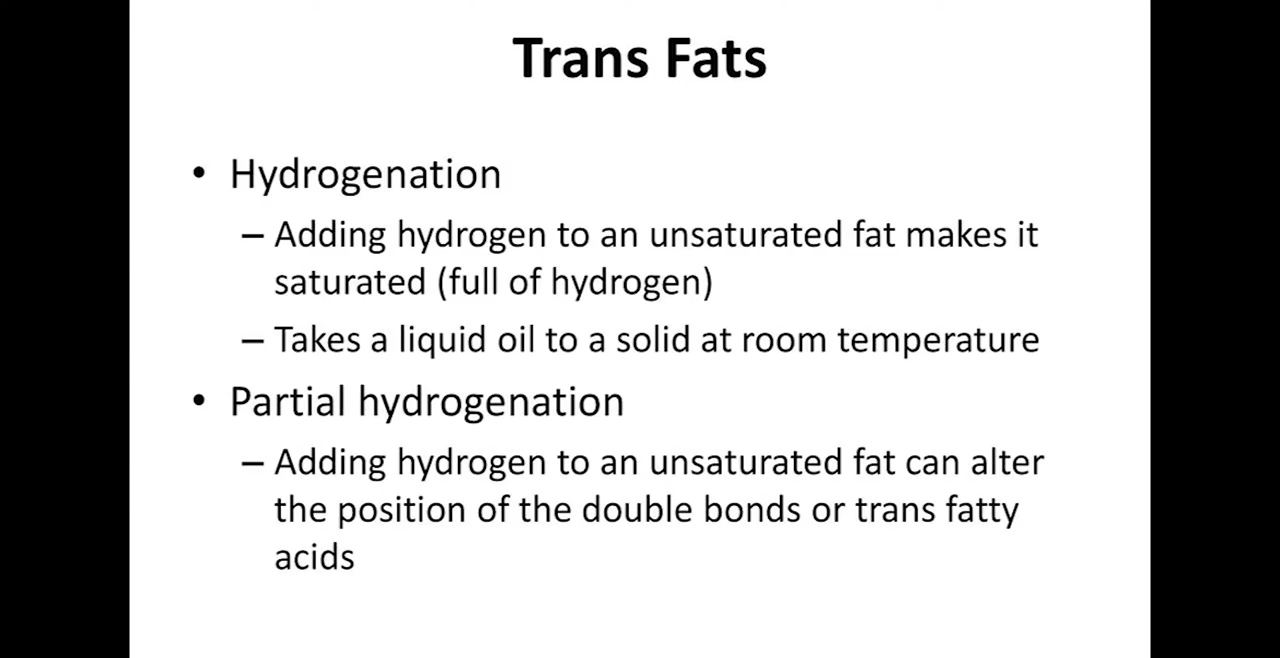 Trans Fats
• Hydrogenation
– Adding hydrogen to an unsaturated fat makes it
saturated (full of hydrogen)
– Takes a liquid oil to a solid at room temperature
• Partial hydrogenation
– Adding hydrogen to an unsaturated fat can alter
the position of the double bonds or trans fatty
acids